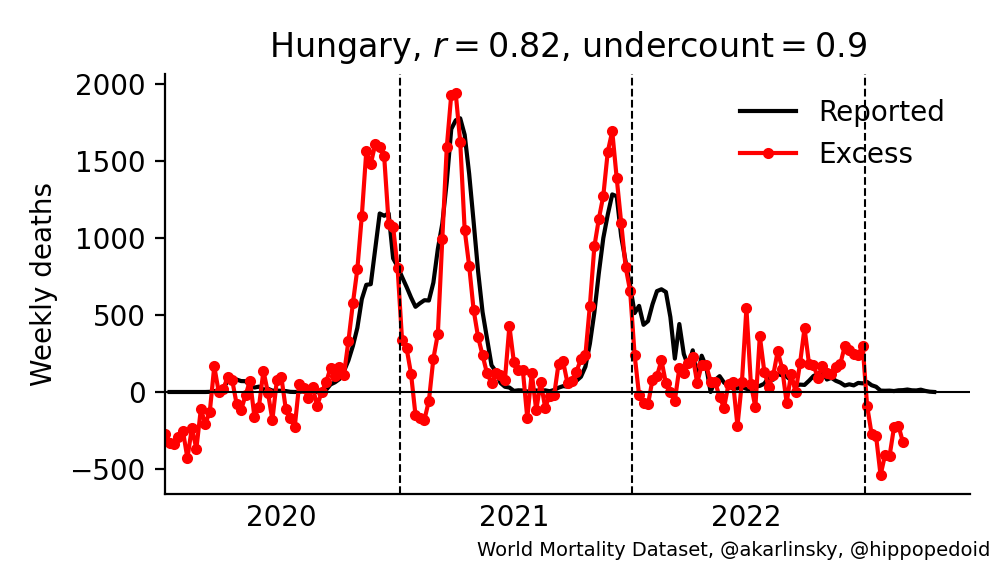 Hungary, r = 0.82, undercount = 0.9
Weekly deaths
2000
1500
1000
500
0
−500
Reported
Excess
2020
2021
2022
World Mortality Dataset, @akarlinsky, @hippopedoid